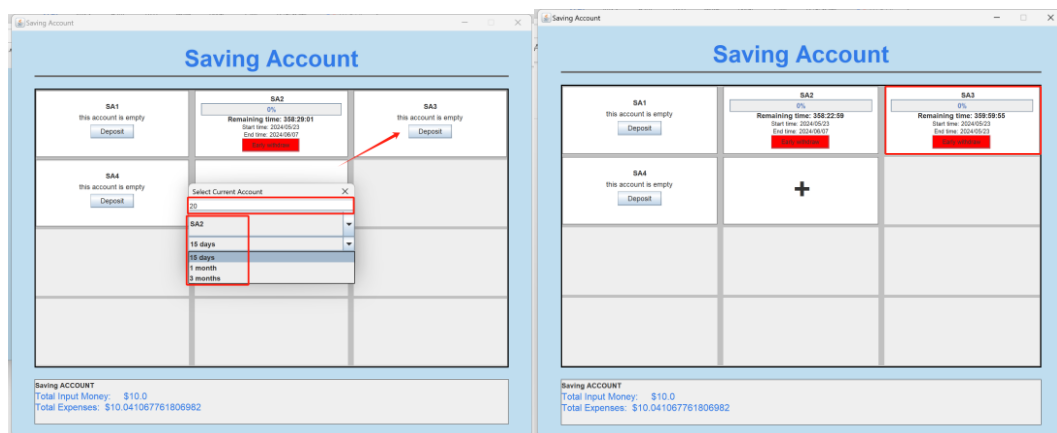 Saving Account
Saving Account
SA1
this account is empty
Deposit
SA2
0%
Remaining time: 358:29:01
Start time: 2024/05/23
End time: 2024/06/07
SA3
this account is empty
Deposit
SA4
this account is empty
Deposit
Select Current Account
20
SA2
15 days
15 days
1 month
3 months
Saving ACCOUNT
Total Input Money: $10.0
Total Expenses: $10.041067761806982
Saving Account
Saving Account
SA1
this account is empty
Deposit
SA2
0%
Remaining time: 358:22:59
Start time: 2024/05/23
End time: 2024/06/07
SA3
0%
Remaining time: 359:59:55
Start time: 2024/05/23
End time: 2024/06/07
SA4
this account is empty
Deposit
+
Saving ACCOUNT
Total Input Money: $10.0
Total Expenses: $10.041067761806982